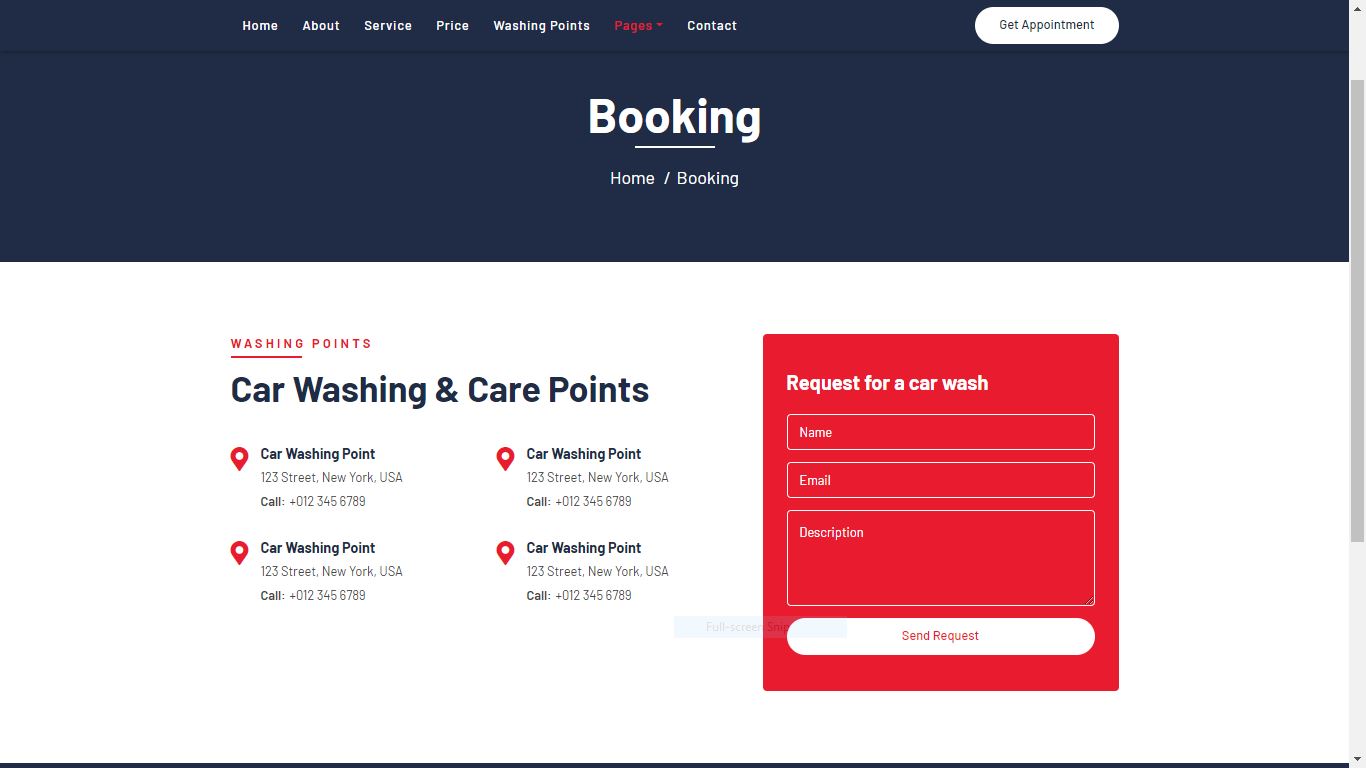 Home About Service Price Washing Points Pages Contact Get Appointment
Booking
Home / Booking
WASHING POINTS
Car Washing & Care Points
Car Washing Point
123 Street, New York, USA
Call: +012 345 6789
Car Washing Point
123 Street, New York, USA
Call: +012 345 6789
Car Washing Point
123 Street, New York, USA
Call: +012 345 6789
Car Washing Point
123 Street, New York, USA
Call: +012 345 6789
Request for a car wash
Name
Email
Description
Full-screen Snip
Send Request